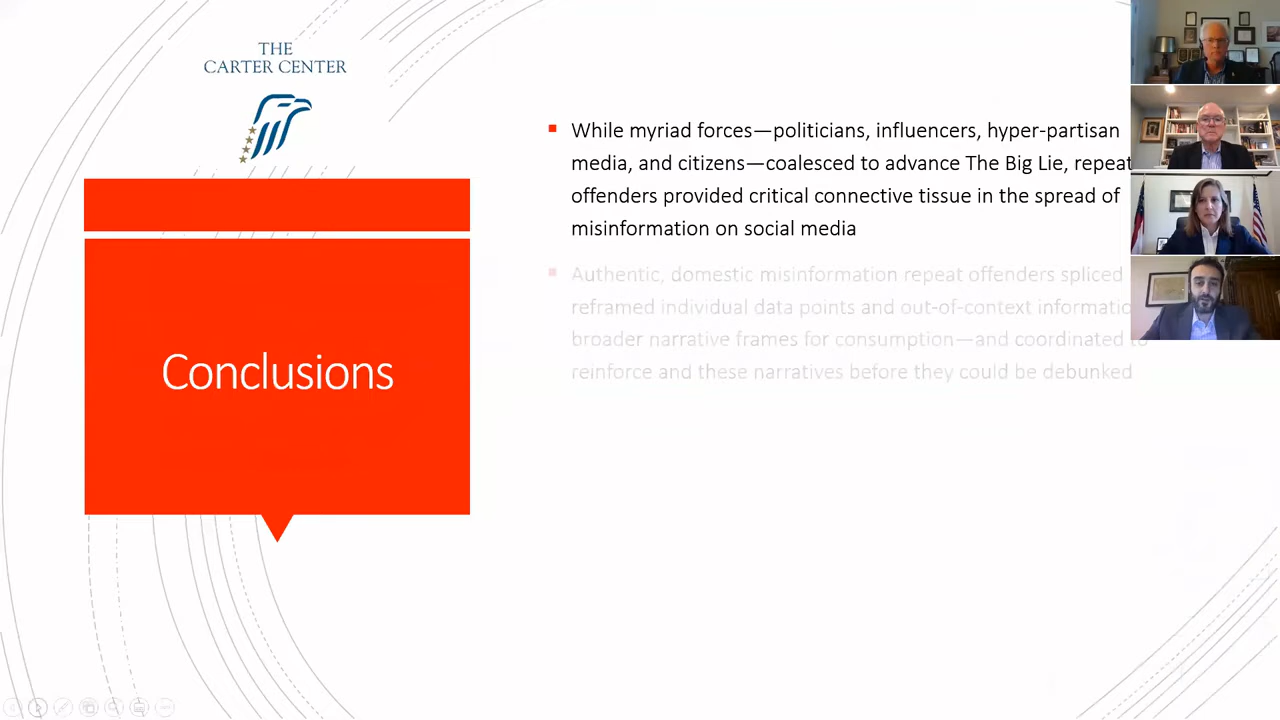 THE
CARTER CENTER
Conclusions
While myriad forces—politicians, influencers, hyper-partisan
media, and citizens—coalesced to advance The Big Lie, repeat
offenders provided critical connective tissue in the spread of
misinformation on social media
Authentic, domestic misinformation repeat offenders spliced
reframed individual data points and out-of-context informatio
broader narrative frames for consumption—and coordinated to
reinforce and these narratives before they could be debunked